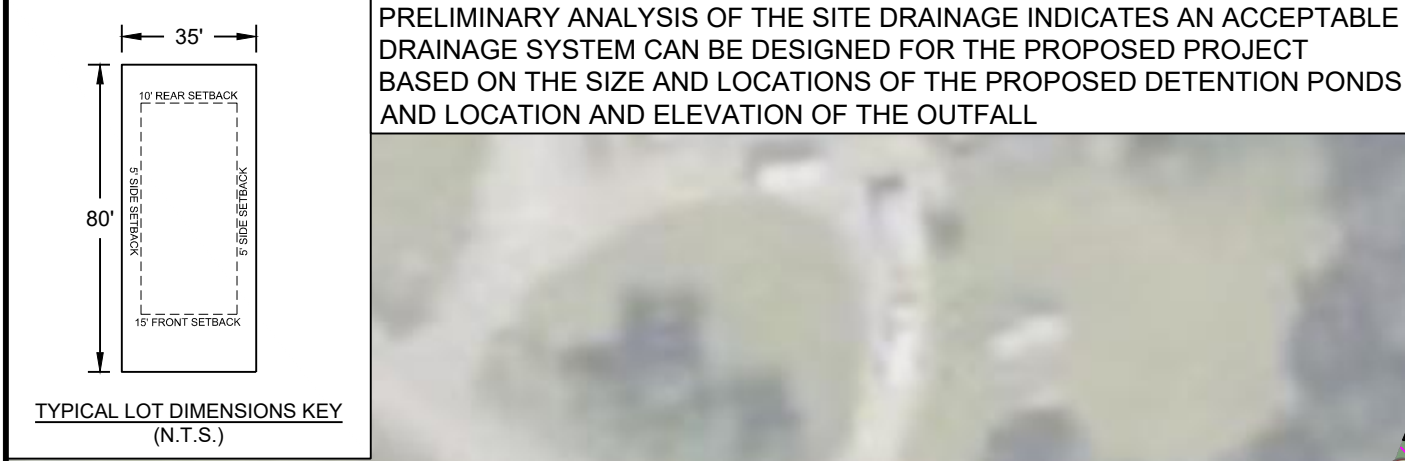 35'
80'
10' REAR SETBACK
5' SIDE SETBACK
5' SIDE SETBACK
15' FRONT SETBACK
TYPICAL LOT DIMENSIONS KEY
(N.T.S.)
PRELIMINARY ANALYSIS OF THE SITE DRAINAGE INDICATES AN ACCEPTABLE
DRAINAGE SYSTEM CAN BE DESIGNED FOR THE PROPOSED PROJECT
BASED ON THE SIZE AND LOCATIONS OF THE PROPOSED DETENTION PONDS
AND LOCATION AND ELEVATION OF THE OUTFALL